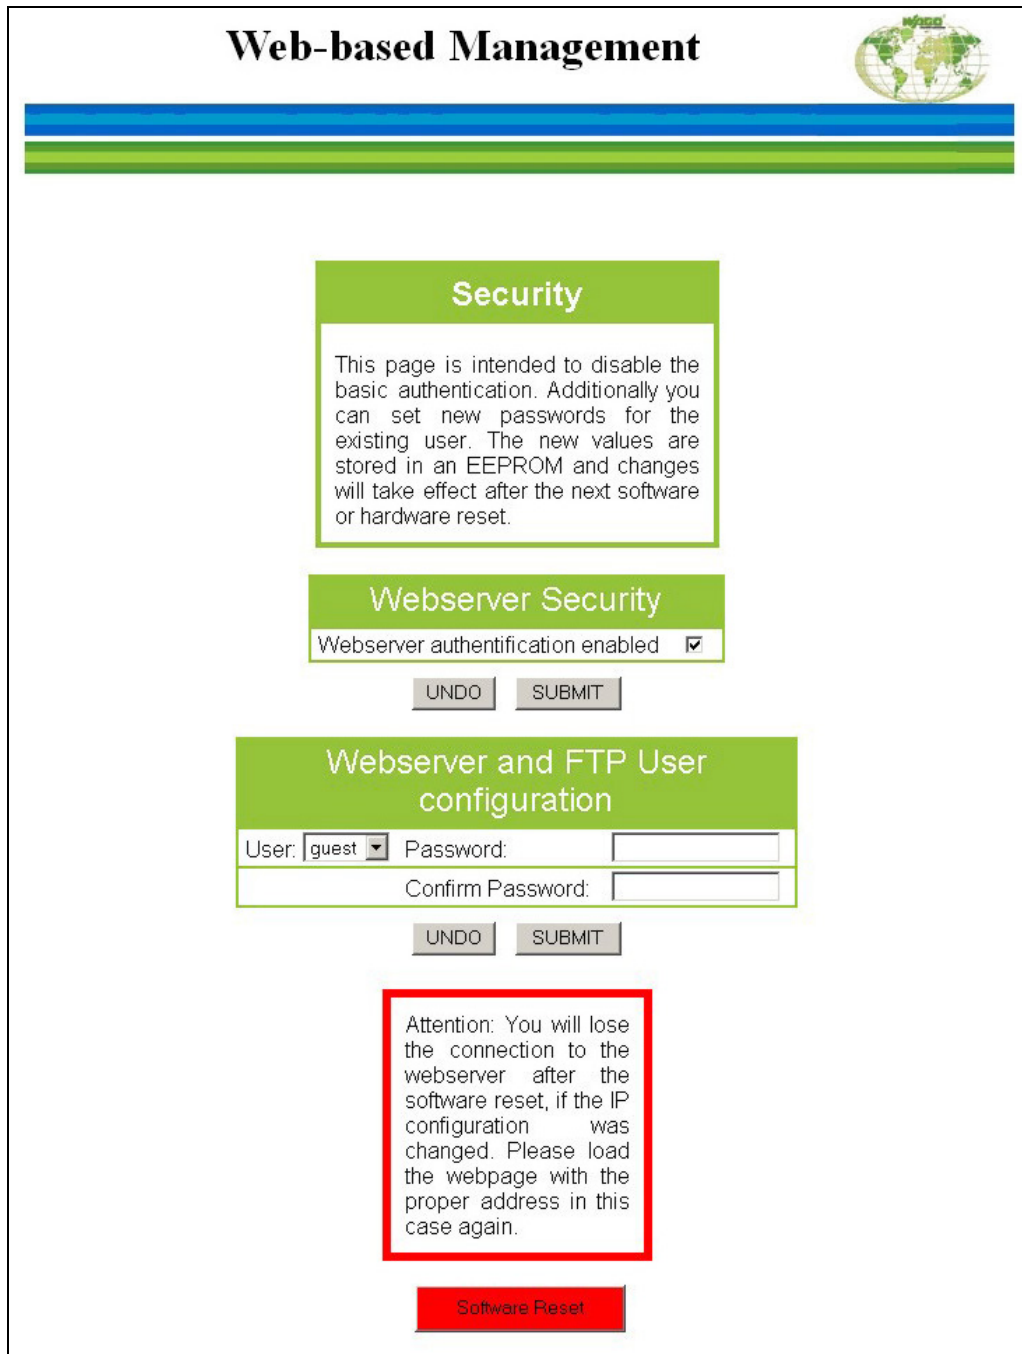 Web-based Management
WAGO
Security
This page is intended to disable the
basic authentication. Additionally you
can set new passwords for the
existing user. The new values are
stored in an EEPROM and changes
will take effect after the next software
or hardware reset.
Webserver Security
Webserver authentification enabled
UNDO SUBMIT
Webserver and FTP User
configuration
User: guest Password:
Confirm Password:
UNDO SUBMIT
Attention: You will lose
the connection to the
webserver after the
software reset, if the IP
configuration was
changed. Please load
the webpage with the
proper address in this
case again.
Software Reset